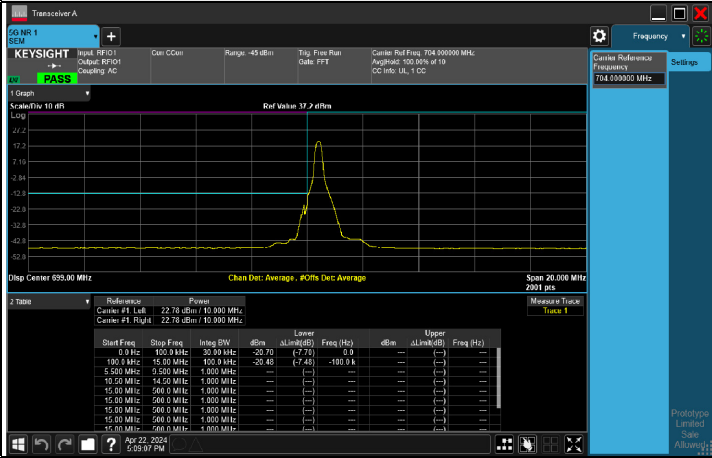 Transceiver A
5G NR 1
SEM
Frequency
KEYSIGHT
PASS
Input: RFIO1
Output: RFIO1
Coupling: AC
Corr CCorr
Range: -45 dBm
Trig: Free Run
Gate: FFT
Carrier Ref Freq: 704.000000 MHz
Avg|Hold: 100.00% of 10
CC Info: UL, 1 CC
Carrier Reference
Frequency
704.000000 MHz
Settings
1 Graph
Scale/Div 10 dB
Ref Value 37.2 dBm
Log
27.2
17.2
7.16
-2.84
-12.8
-22.8
-32.8
-42.8
-52.8
Disp Center 699.00 MHz
Chan Det: Average, #Offs Det: Average
Span 20.000 MHz
2001 pts
2 Table
Reference Power
Carrier #1, Left 22.78 dBm / 10.000 MHz
Carrier #1, Right 22.78 dBm / 10.000 MHz
Measure Trace
Trace 1
Lower Upper
Start Freq Stop Freq Integ BW dBm ΔLimit(dB) Freq (Hz) dBm ΔLimit(dB) Freq (Hz)
0.0 Hz 100.0 kHz 30.00 kHz -20.70 (-7.70) 0.0 --- (---) ---
100.0 kHz 15.00 MHz 100.0 kHz -20.48 (-7.48) -100.0 k --- (---) ---
5.500 MHz 9.500 MHz 1.000 MHz --- (---) --- --- (---) ---
10.50 MHz 14.50 MHz 1.000 MHz --- (---) --- --- (---) ---
15.00 MHz 500.0 MHz 1.000 MHz --- (---) --- --- (---) ---
15.00 MHz 500.0 MHz 1.000 MHz --- (---) --- --- (---) ---
15.00 MHz 500.0 MHz 1.000 MHz --- (---) --- --- (---) ---
15.00 MHz 500.0 MHz 1.000 MHz --- (---) --- --- (---) ---
15.00 MHz 500.0 MHz 1.000 MHz --- (---) --- --- (---) ---
Apr 22, 2024
5:09:07 PM
Prototype
Limited
Sale
Allowed